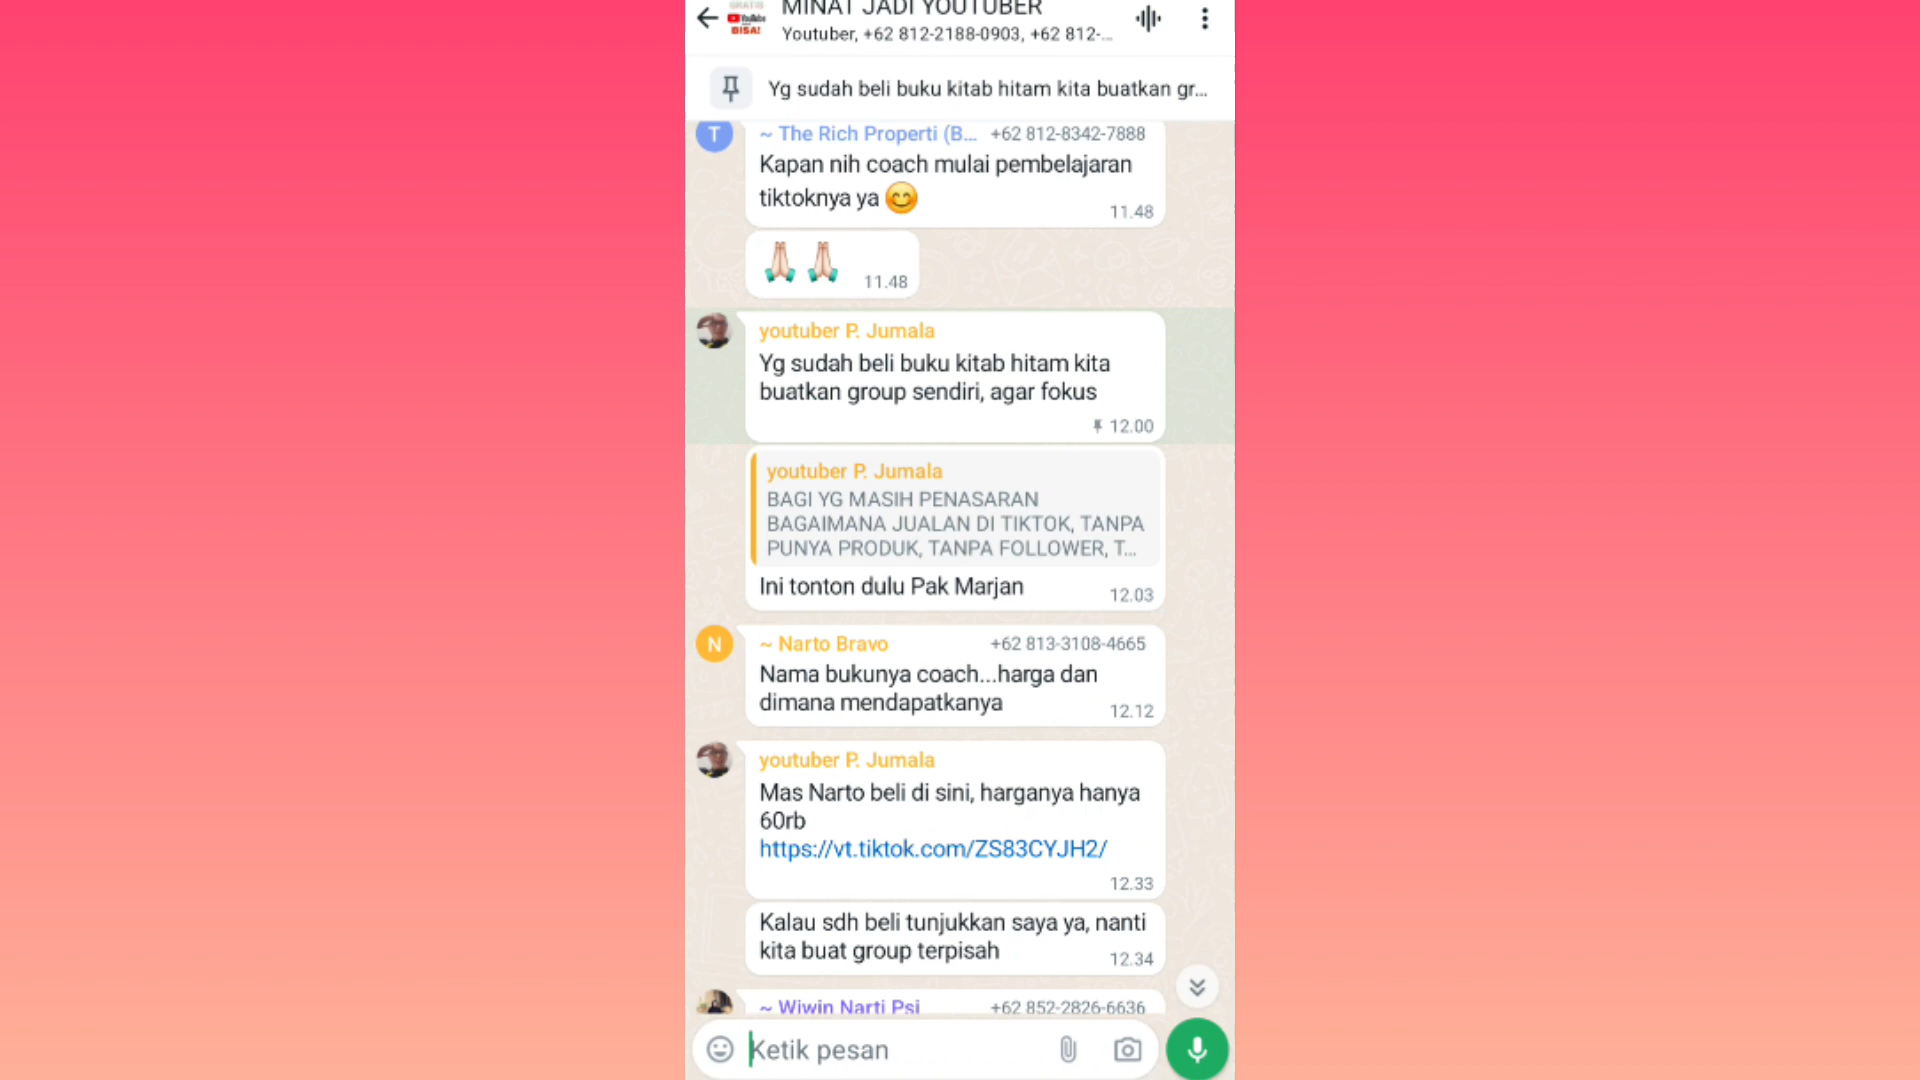 GRATIS
YouTube
BISA!
MINAT JADI YOUTUBER
Youtuber, +62 812-2188-0903, +62 812-...
Yg sudah beli buku kitab hitam kita buatkan gr...
T
~ The Rich Properti (B... +62 812-8342-7888
Kapan nih coach mulai pembelajaran
tiktoknya ya 😊
11.48
🙏🏻🙏🏻
11.48
youtuber P. Jumala
Yg sudah beli buku kitab hitam kita
buatkan group sendiri, agar fokus
12.00
youtuber P. Jumala
BAGI YG MASIH PENASARAN
BAGAIMANA JUALAN DI TIKTOK, TANPA
PUNYA PRODUK, TANPA FOLLOWER, T...
Ini tonton dulu Pak Marjan
12.03
N
~ Narto Bravo +62 813-3108-4665
Nama bukunya coach...harga dan
dimana mendapatkanya
12.12
youtuber P. Jumala
Mas Narto beli di sini, harganya hanya
60rb
https://vt.tiktok.com/ZS83CYJH2/
12.33
Kalau sdh beli tunjukkan saya ya, nanti
kita buat group terpisah
12.34
~ Wiwin Narti Psi +62 852-2826-6636
Ketik pesan